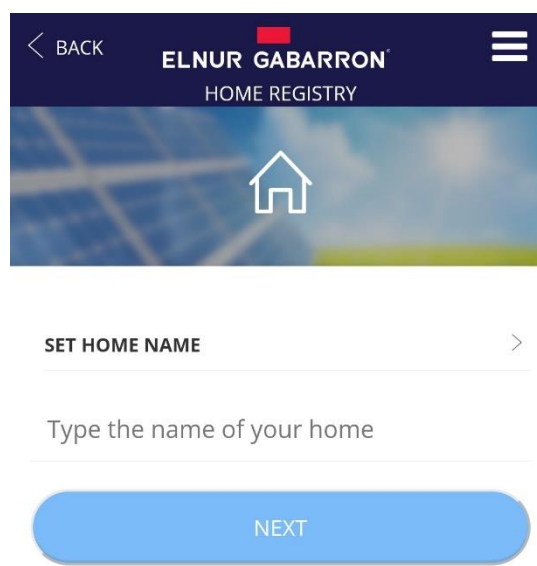 BACK
ELNUR GABARRON
HOME REGISTRY
SET HOME NAME
Type the name of your home
NEXT